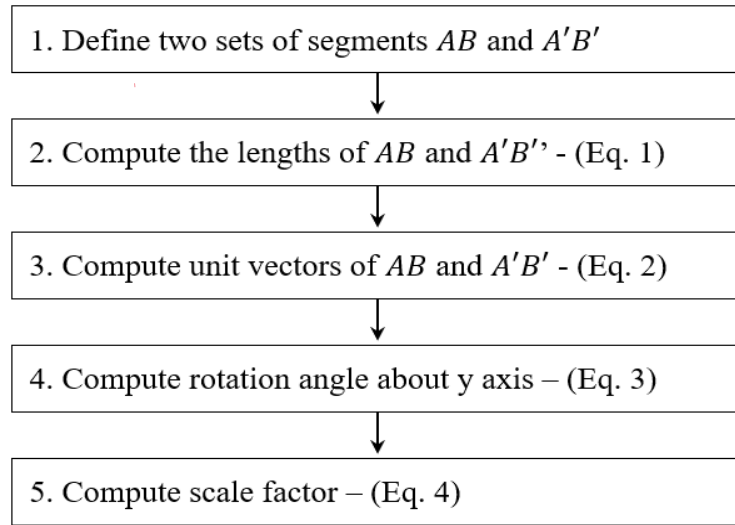 1. Define two sets of segments AB and A′B′
2. Compute the lengths of AB and A′B′’ - (Eq. 1)
3. Compute unit vectors of AB and A′B′ - (Eq. 2)
4. Compute rotation angle about y axis – (Eq. 3)
5. Compute scale factor – (Eq. 4)